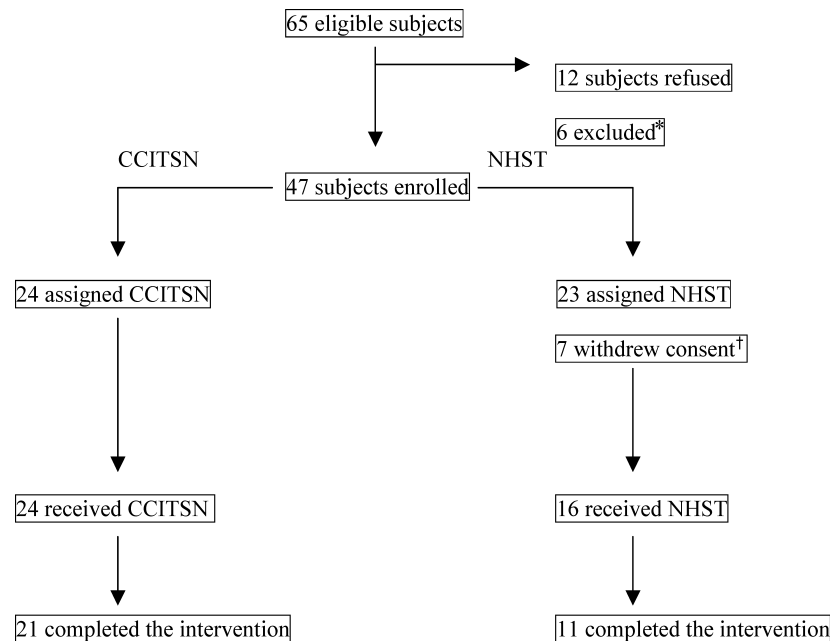 65 eligible subjects
12 subjects refused
6 excluded*
CCITSN
NHST
47 subjects enrolled
24 assigned CCITSN
23 assigned NHST
7 withdrew consent†
24 received CCITSN
16 received NHST
21 completed the intervention
11 completed the intervention